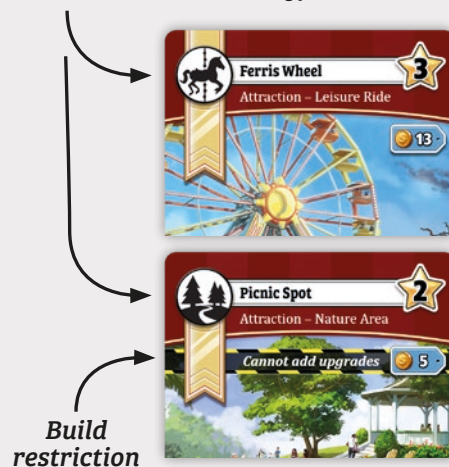 Ferris Wheel
3
Attraction – Leisure Ride
13
Picnic Spot
2
Attraction – Nature Area
Cannot add upgrades
5
Build
restriction